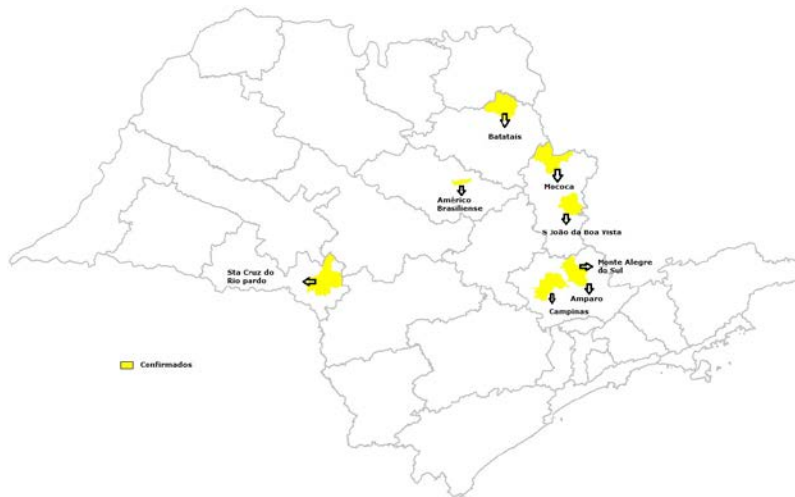 Batatais
Mococa
Américo
Brasiliense
S João da Boa Vista
Sta Cruz do
Rio pardo
Monte Alegre
do Sul
Amparo
Campinas
Confirmados